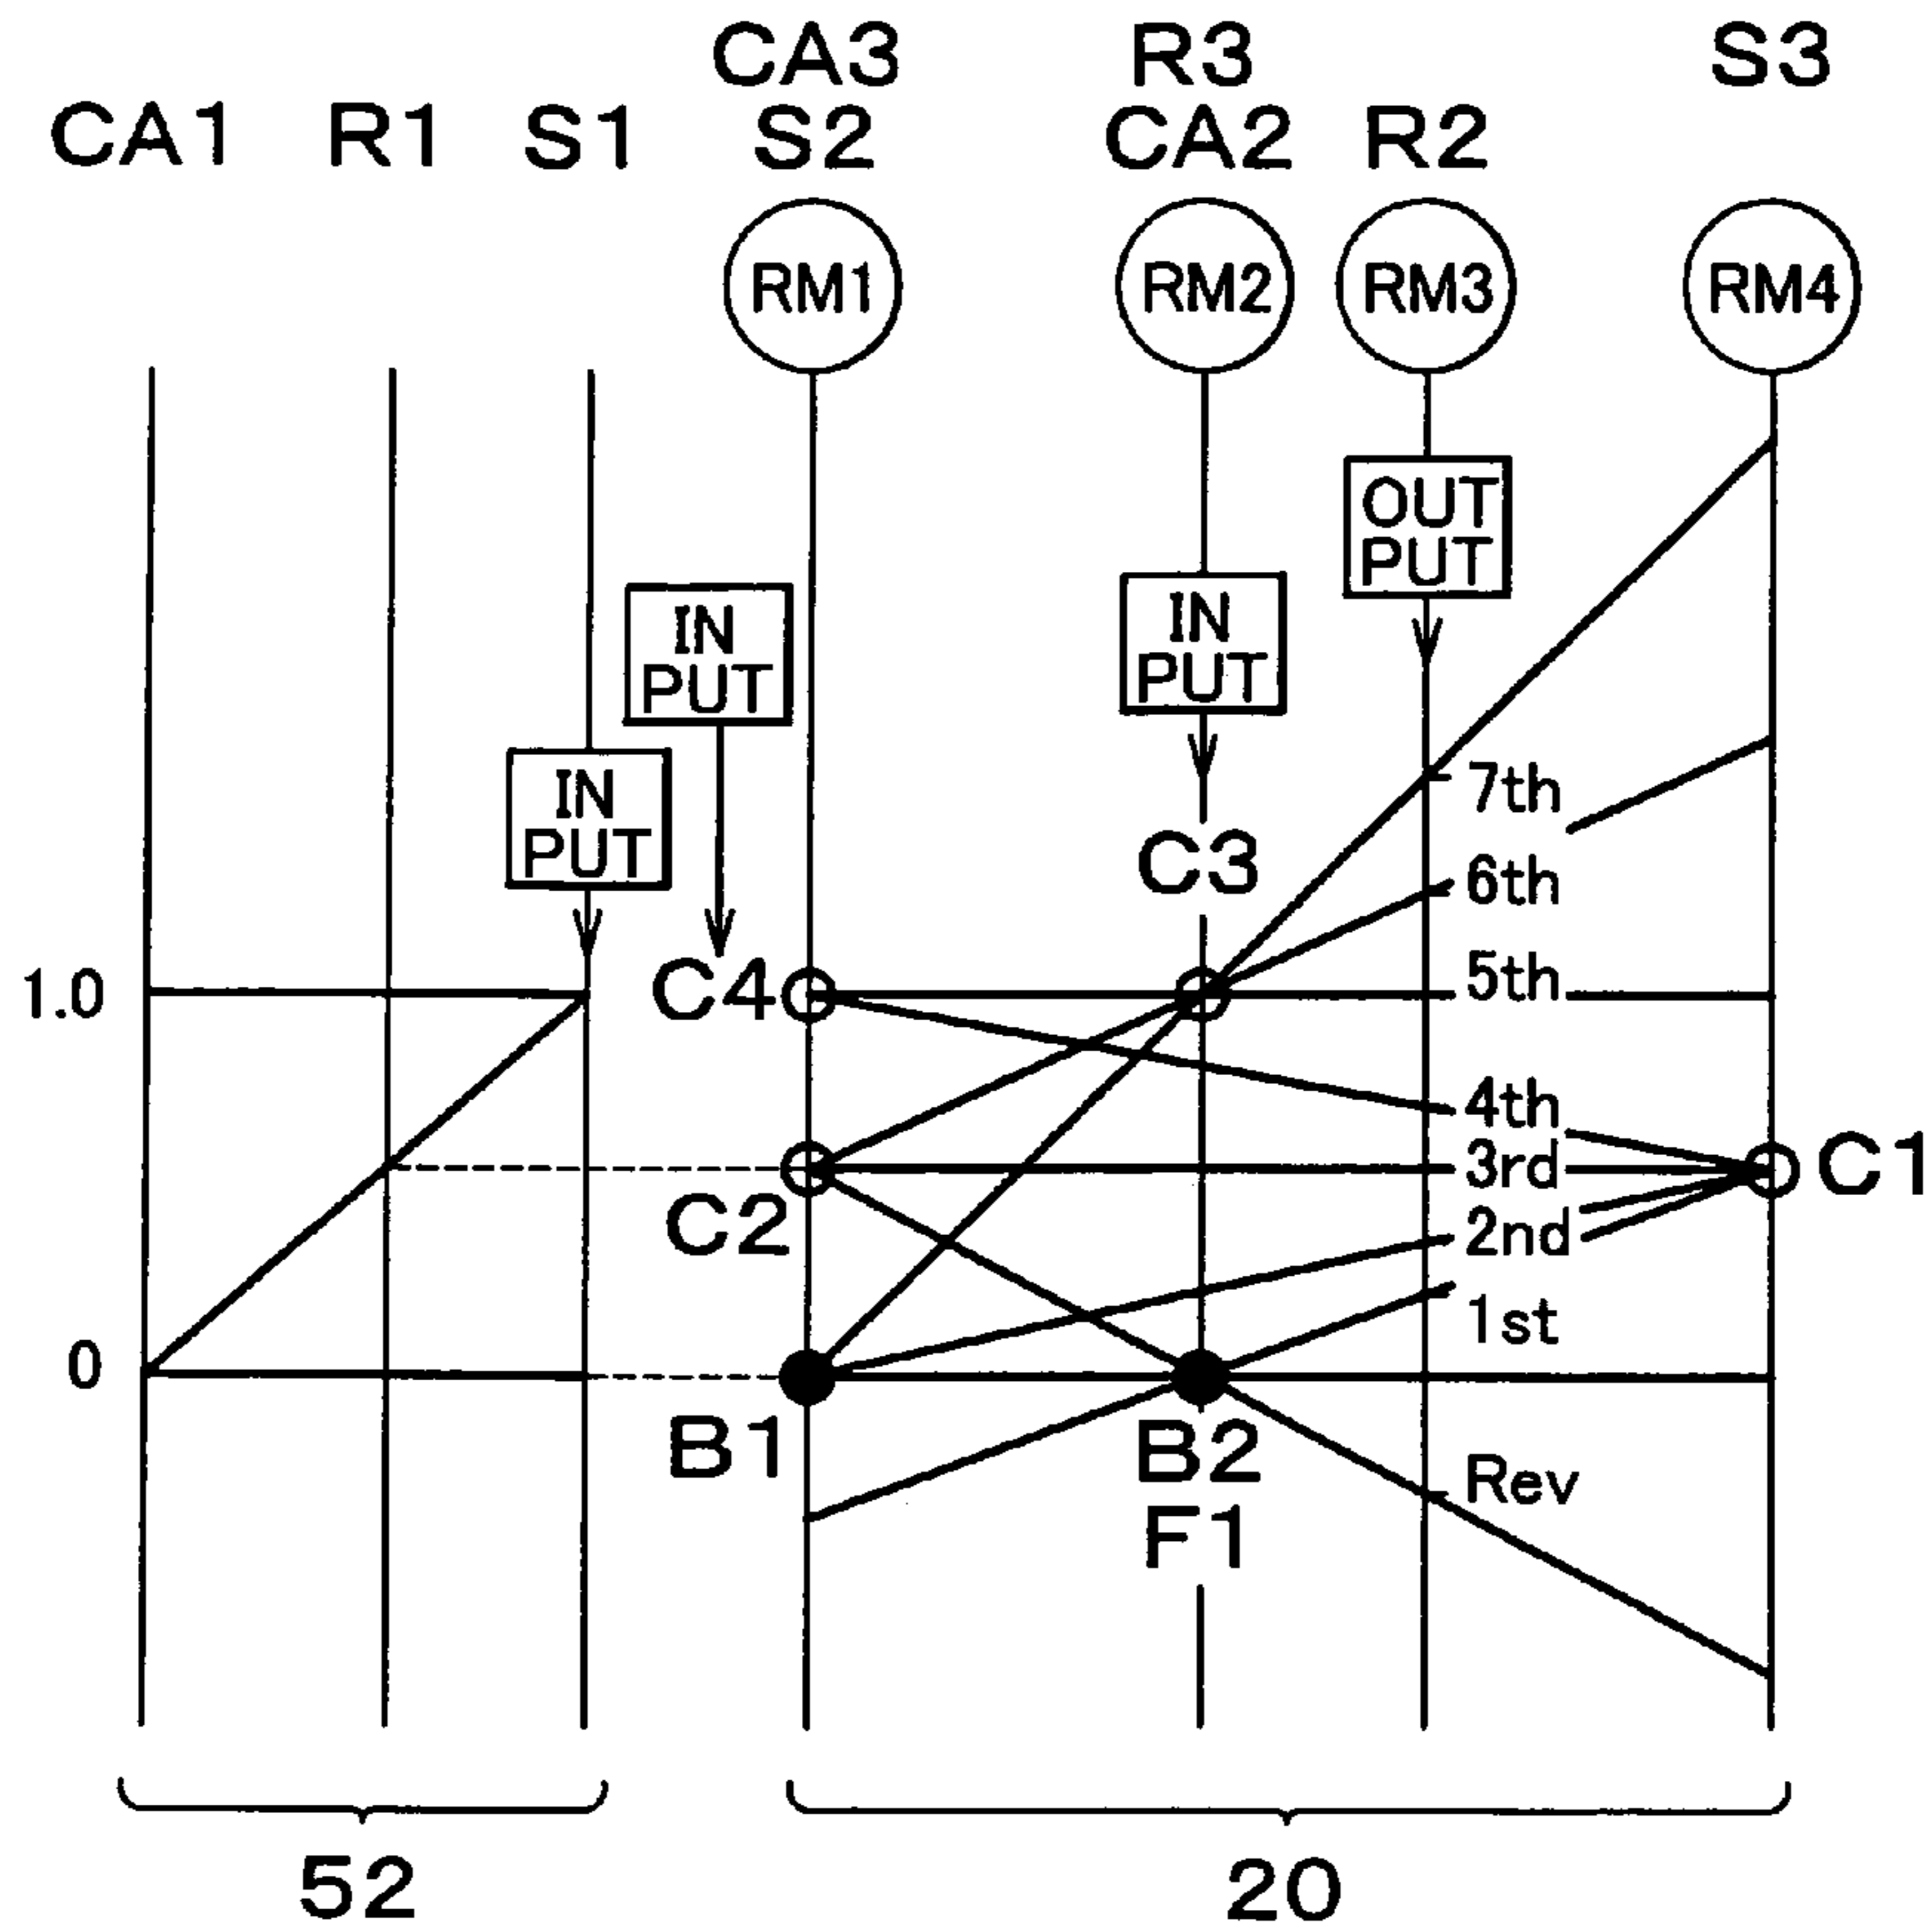 CA3 R3 S3
CA1 R1 S1 S2 CA2 R2
RM1 RM2 RM3 RM4
OUT
PUT
IN
PUT
IN
PUT
IN
PUT
7th
C3
6th
1.0
C4
5th
4th
3rd
C1
C2
2nd
1st
0
B1
B2
F1
Rev
52
20